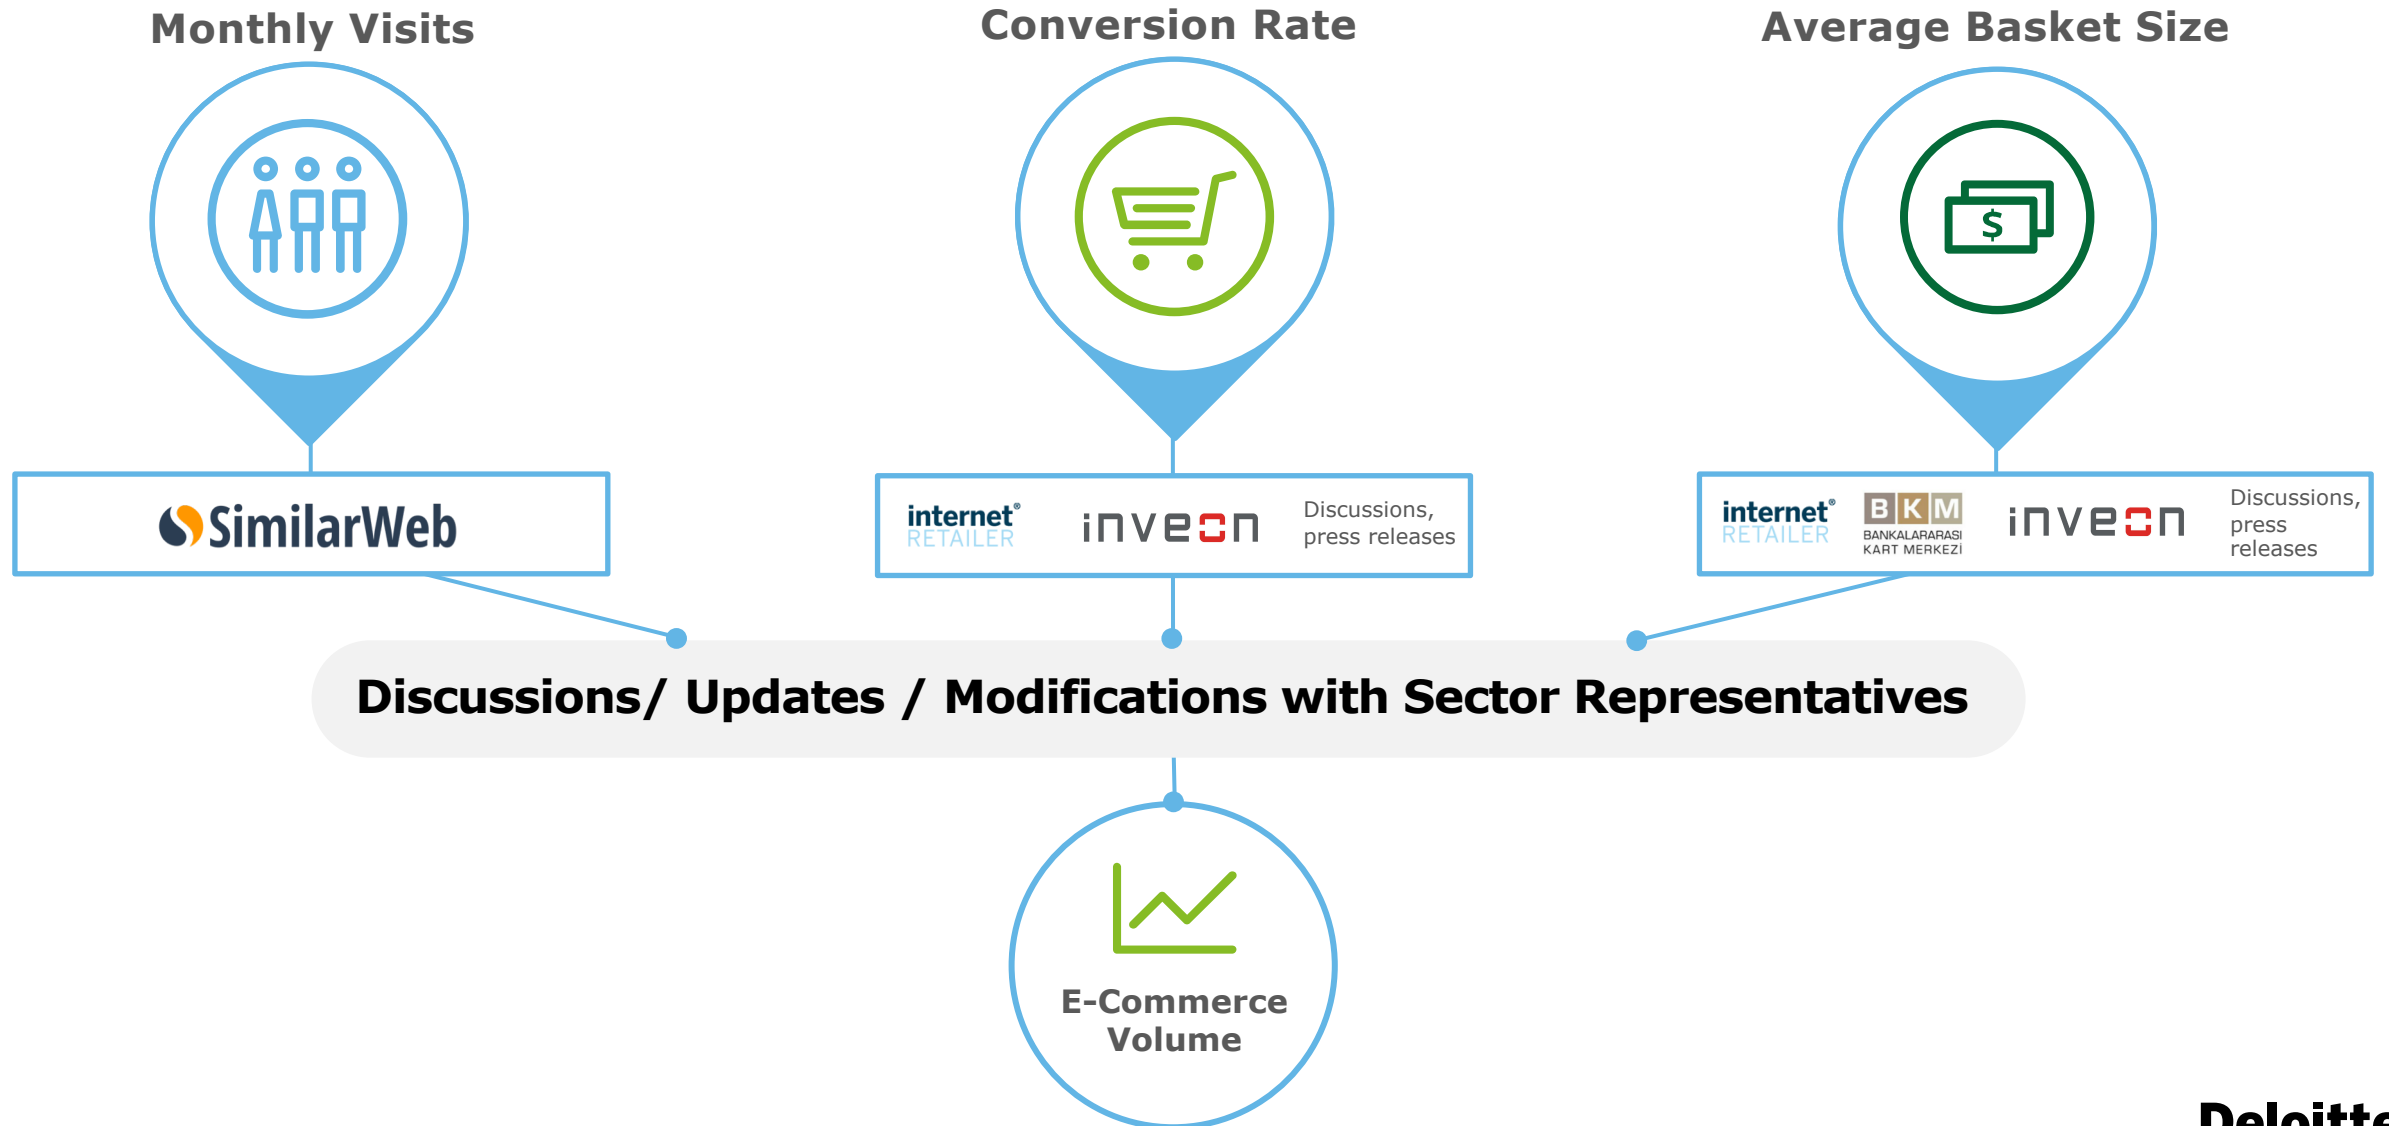 Monthly Visits
Conversion Rate
Average Basket Size
$
SimilarWeb
internet®
RETAILER
inveon
Discussions,
press releases
internet®
RETAILER
BKM
BANKALARARASI
KART MERKEZİ
inveon
Discussions,
press
releases
Discussions/ Updates / Modifications with Sector Representatives
E-Commerce
Volume
Deloitte